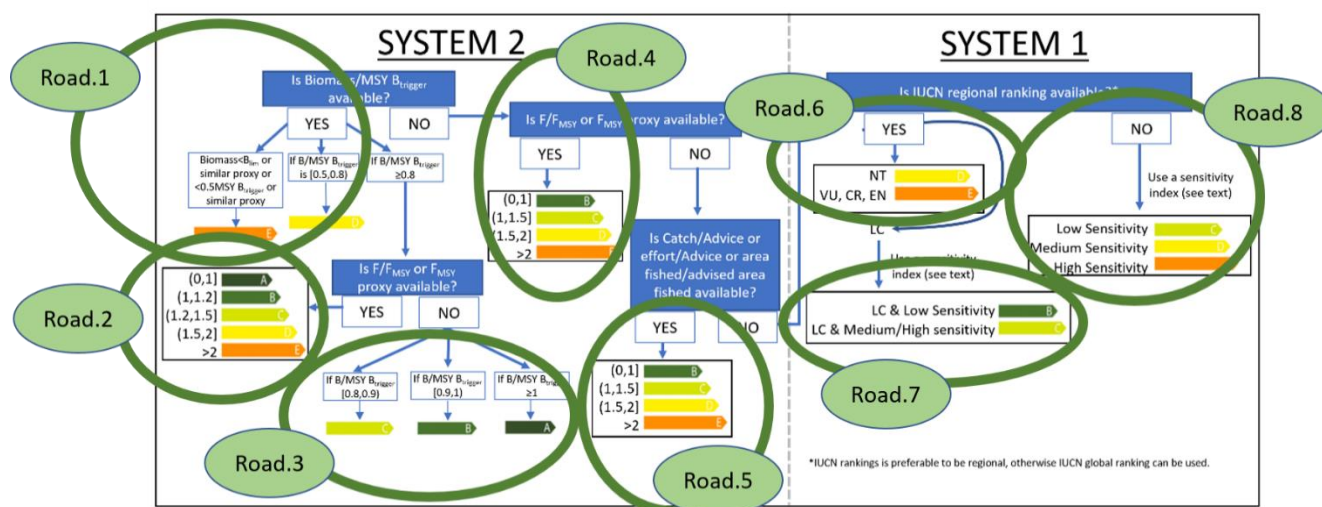 SYSTEM 2
SYSTEM 1
Road.1
Road.4
Road.6
Road.8
Is Biomass/MSY Btrigger
available?
YES
NO
Biomass<Blim or
similar proxy or
<0.5MSY Btrigger or
similar proxy
E
If B/MSY Btrigger
is [0.5,0.8)
D
If B/MSY Btrigger
≥0.8
Is F/FMSY or FMSY proxy available?
YES
NO
(0,1] B
(1,1.5] C
(1.5,2] D
>2
Is F/FMSY or FMSY
proxy available?
YES
NO
Road.2
(0,1] A
(1,1.2] B
(1.2,1.5] C
(1.5,2] D
>2 E
If B/MSY Btrigger
[0.8,0.9)
C
If B/MSY Btrigger
[0.9,1)
B
If B/MSY Btrigger
≥1
A
Road.3
Is Catch/Advice or
effort/Advice or area
fished/advised area
fished available?
YES
NO
(0,1] B
(1,1.5] C
(1.5,2] D
>2 E
Road.5
Is IUCN regional ranking available?*
YES
NO
NT D
VU, CR, EN E
LC
Use a sensitivity
index (see text)
LC & Low Sensitivity B
LC & Medium/High sensitivity C
Road.7
Use a sensitivity
index (see text)
Low Sensitivity C
Medium Sensitivity D
High Sensitivity
*IUCN rankings is preferable to be regional, otherwise IUCN global ranking can be used.